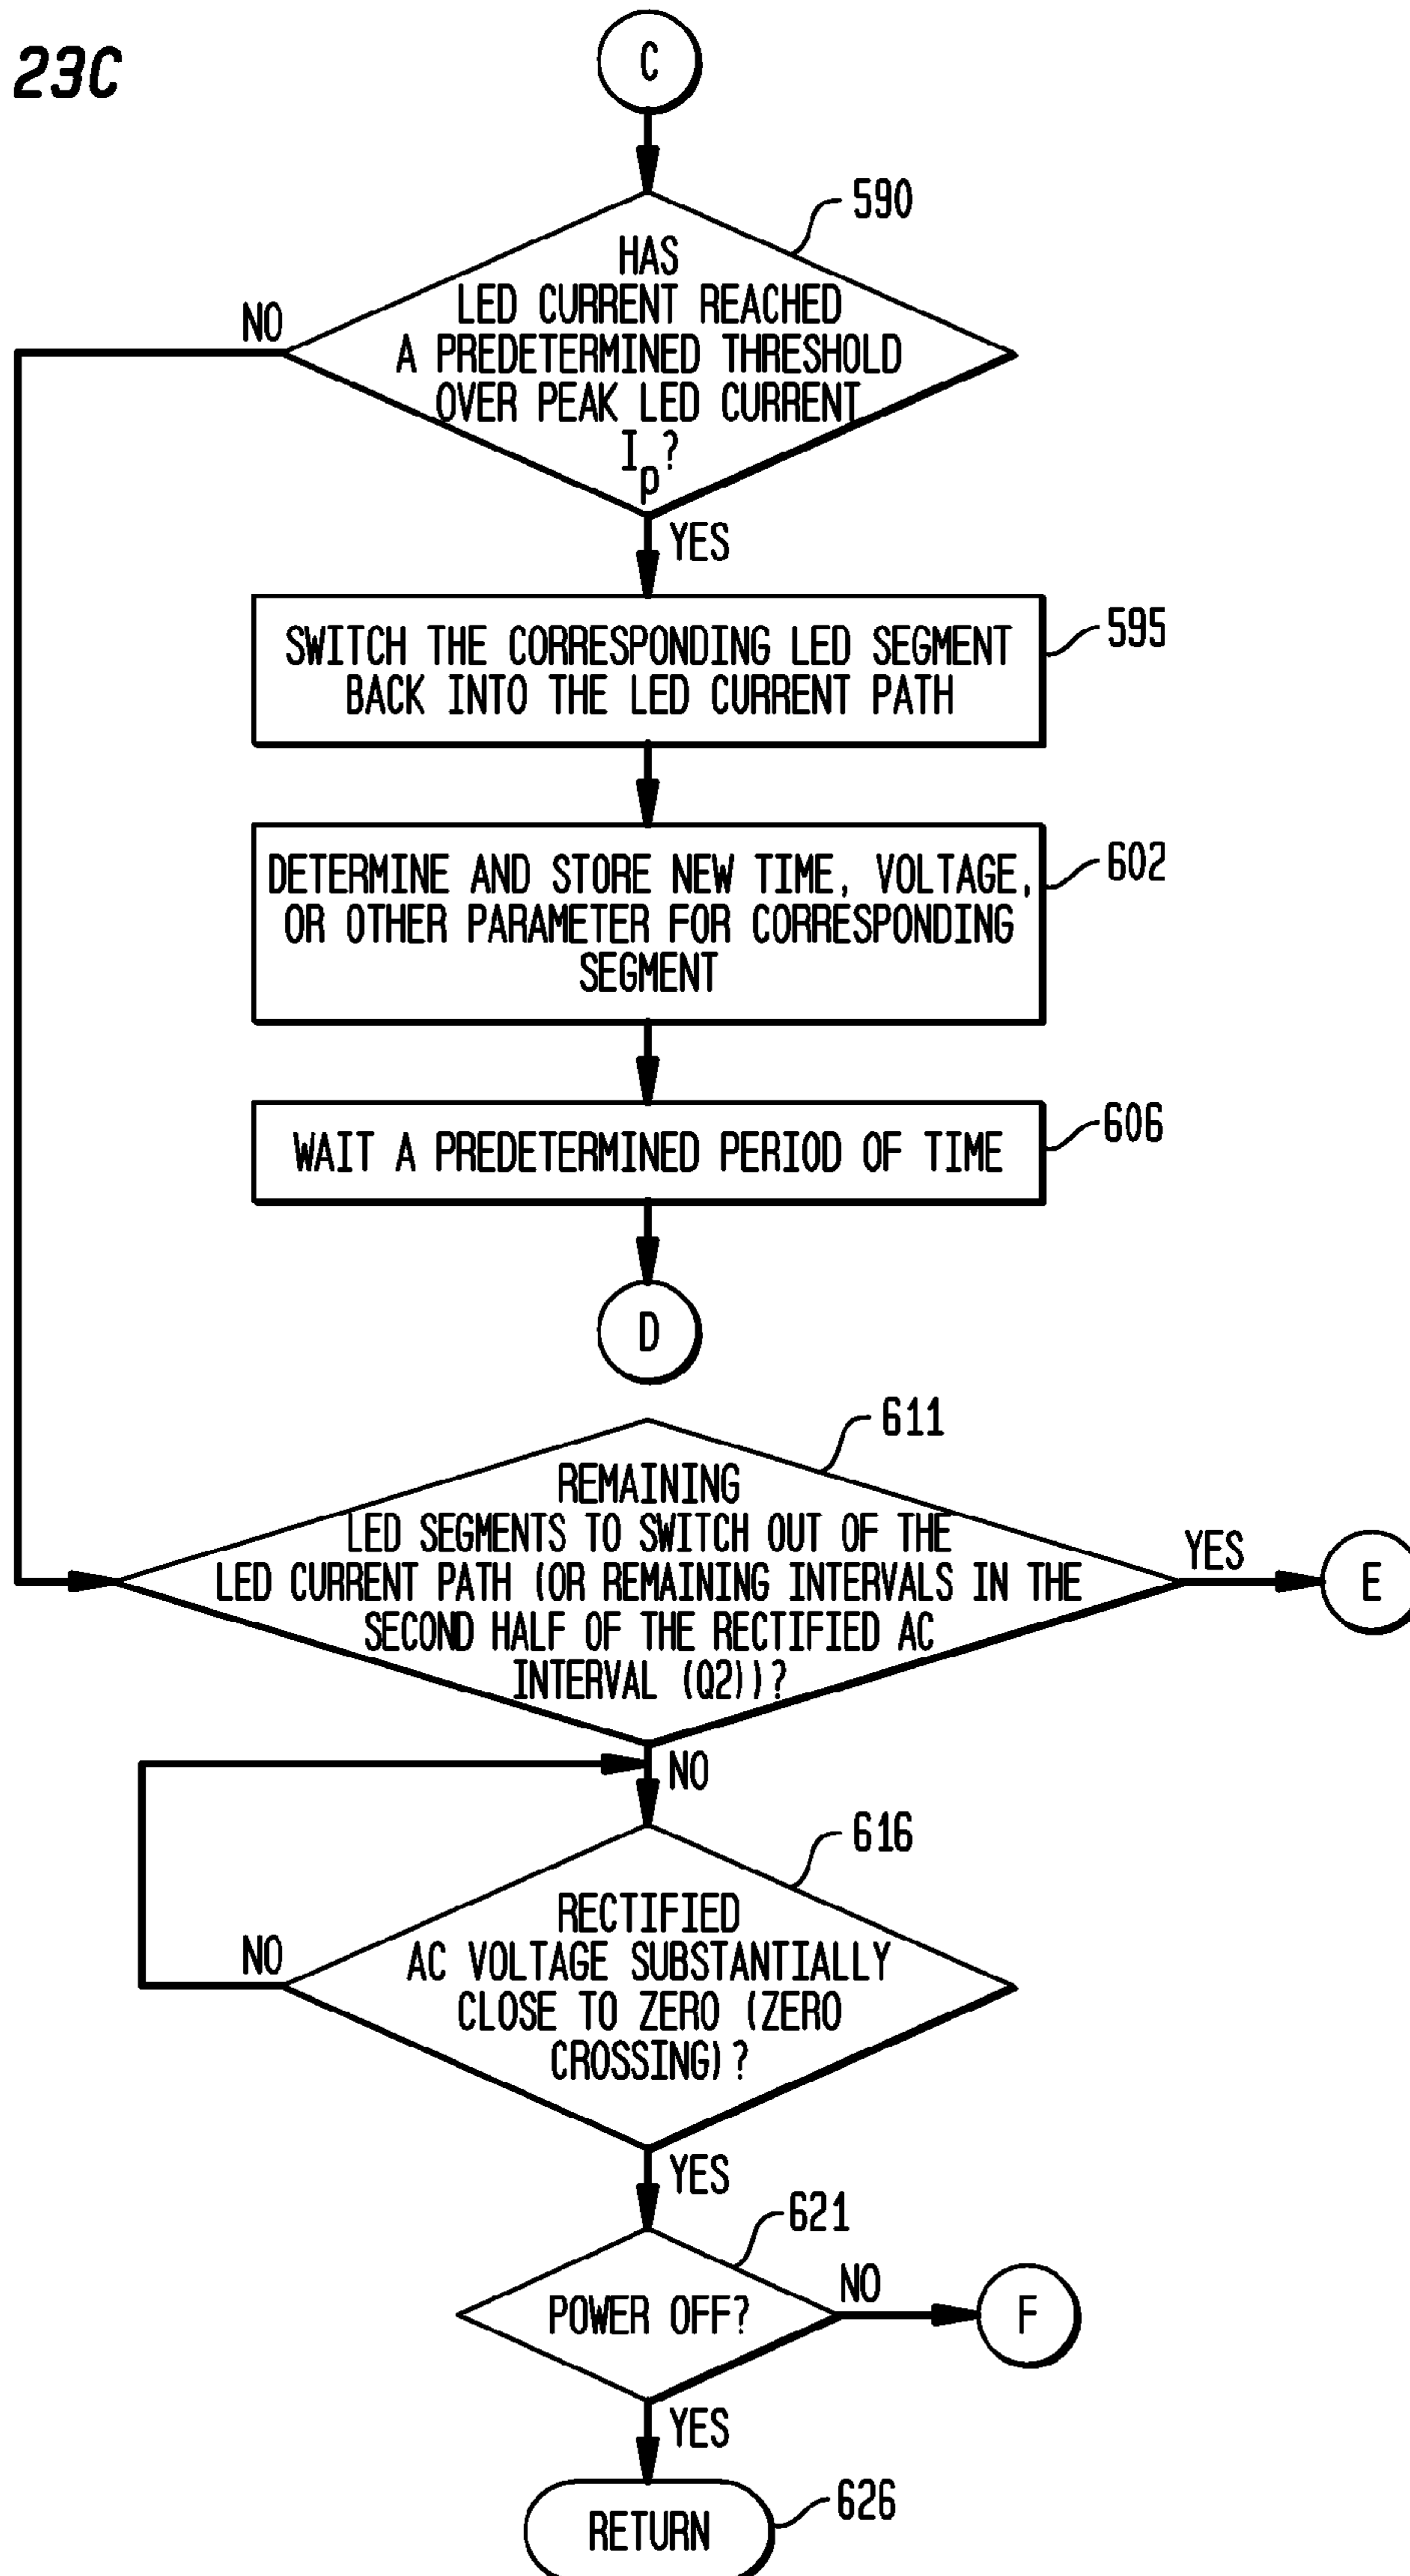 23C
C
590
HAS
LED CURRENT REACHED
A PREDETERMINED THRESHOLD
OVER PEAK LED CURRENT
Ip?
NO
YES
SWITCH THE CORRESPONDING LED SEGMENT
BACK INTO THE LED CURRENT PATH
595
DETERMINE AND STORE NEW TIME, VOLTAGE,
OR OTHER PARAMETER FOR CORRESPONDING
SEGMENT
602
WAIT A PREDETERMINED PERIOD OF TIME
606
D
611
REMAINING
LED SEGMENTS TO SWITCH OUT OF THE
LED CURRENT PATH (OR REMAINING INTERVALS IN THE
SECOND HALF OF THE RECTIFIED AC
INTERVAL (Q2))?
YES
E
NO
616
RECTIFIED
AC VOLTAGE SUBSTANTIALLY
CLOSE TO ZERO (ZERO
CROSSING)?
NO
YES
621
POWER OFF?
NO
F
YES
RETURN
626